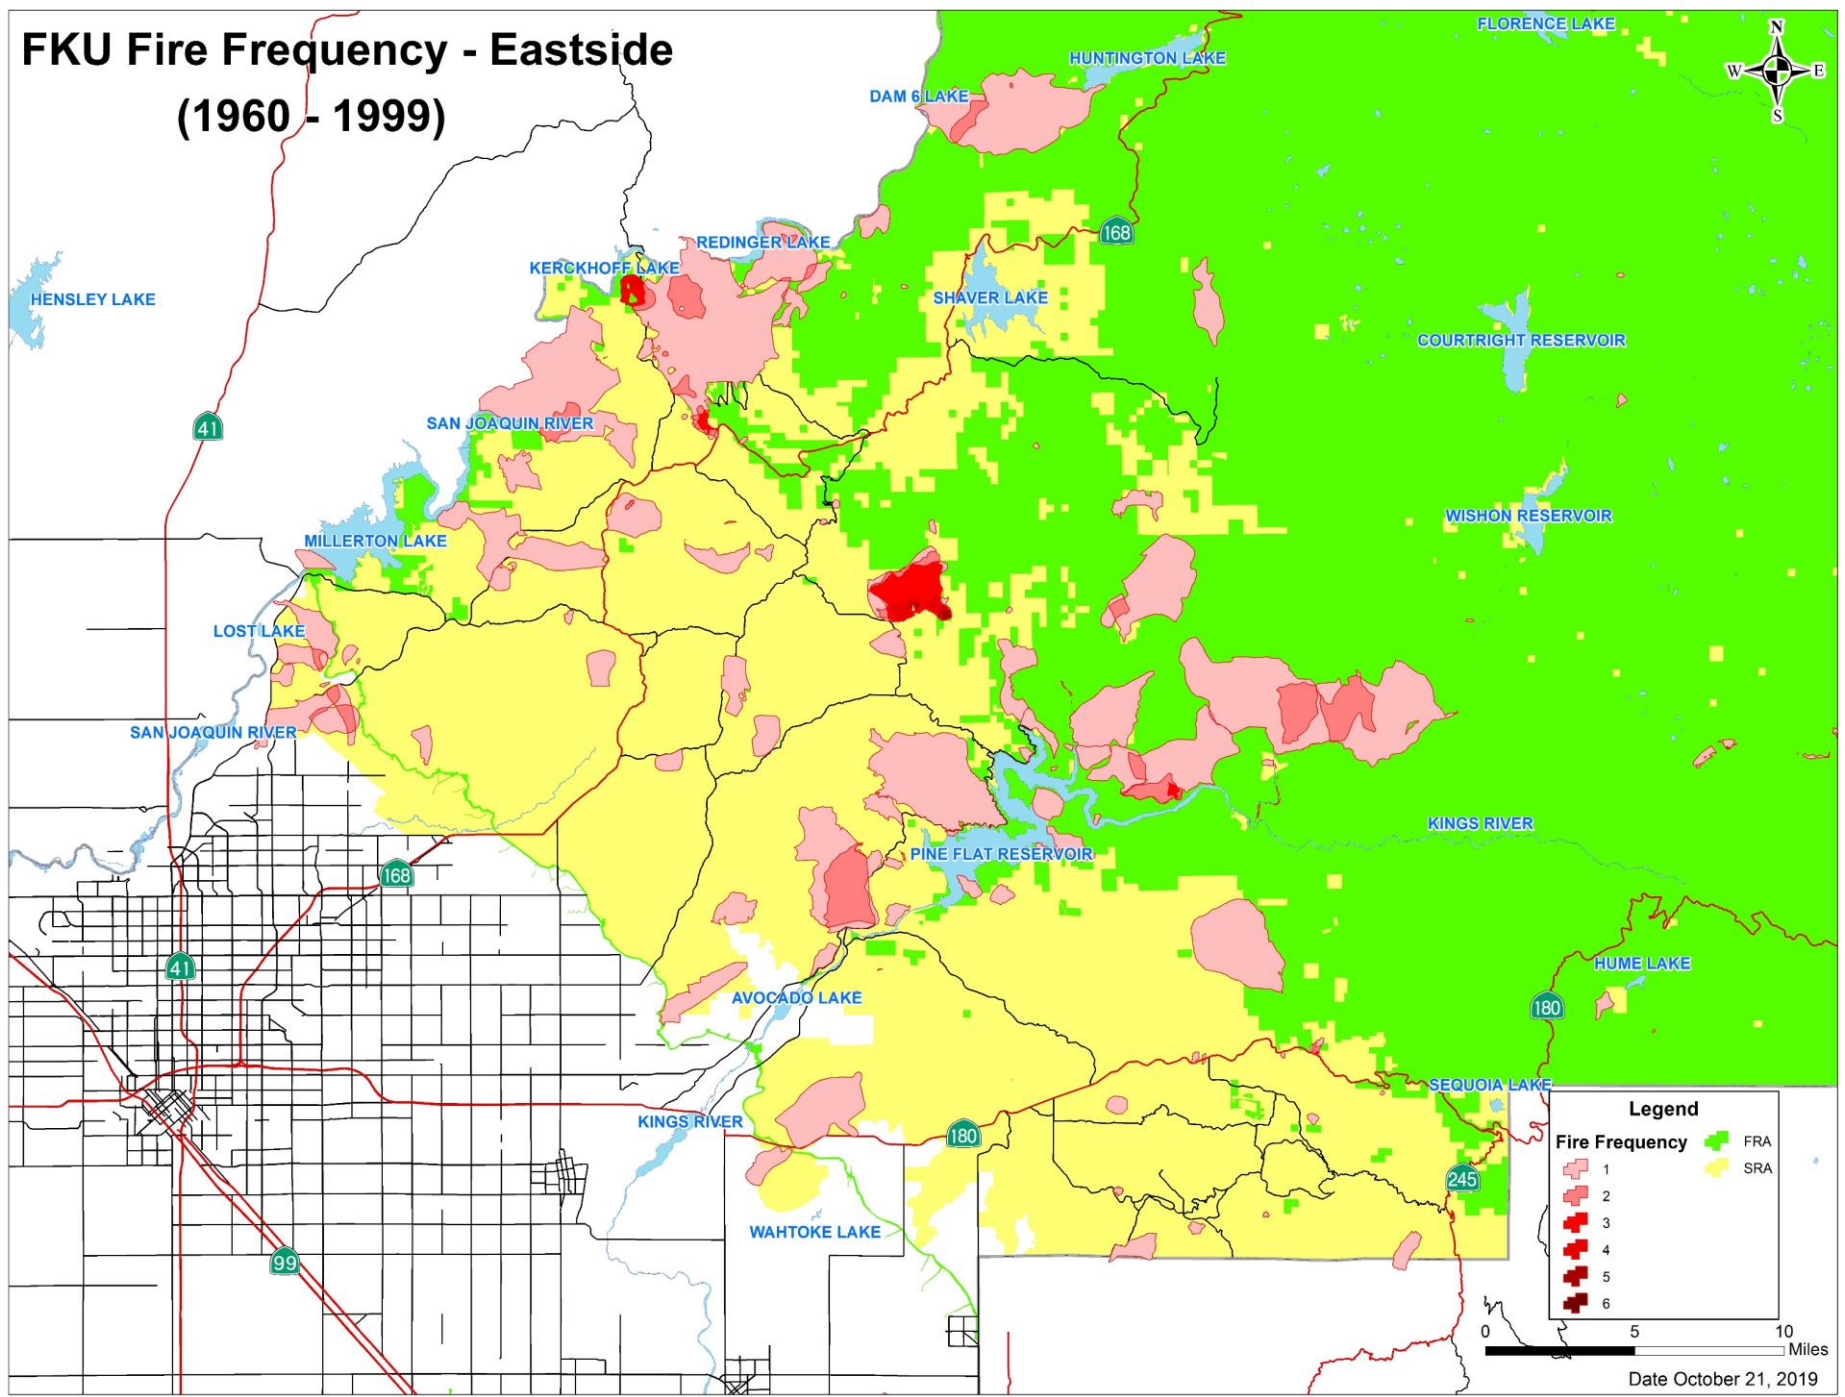 FKU Fire Frequency - Eastside
(1960 - 1999)
FLORENCE LAKE
N
W
E
S
HUNTINGTON LAKE
DAM 6 LAKE
168
REDINGER LAKE
KERCKHOFF LAKE
HENSLEY LAKE
SHAVER LAKE
COURTRIGHT RESERVOIR
41
SAN JOAQUIN RIVER
WISHON RESERVOIR
MILLERTON LAKE
LOST LAKE
SAN JOAQUIN RIVER
KINGS RIVER
PINE FLAT RESERVOIR
168
41
HUME LAKE
AVOCADO LAKE
180
SEQUOIA LAKE
KINGS RIVER
180
245
WAHTOKE LAKE
99
Legend
Fire Frequency
1
2
3
4
5
6
FRA
SRA
0 5 10
Miles
Date October 21, 2019